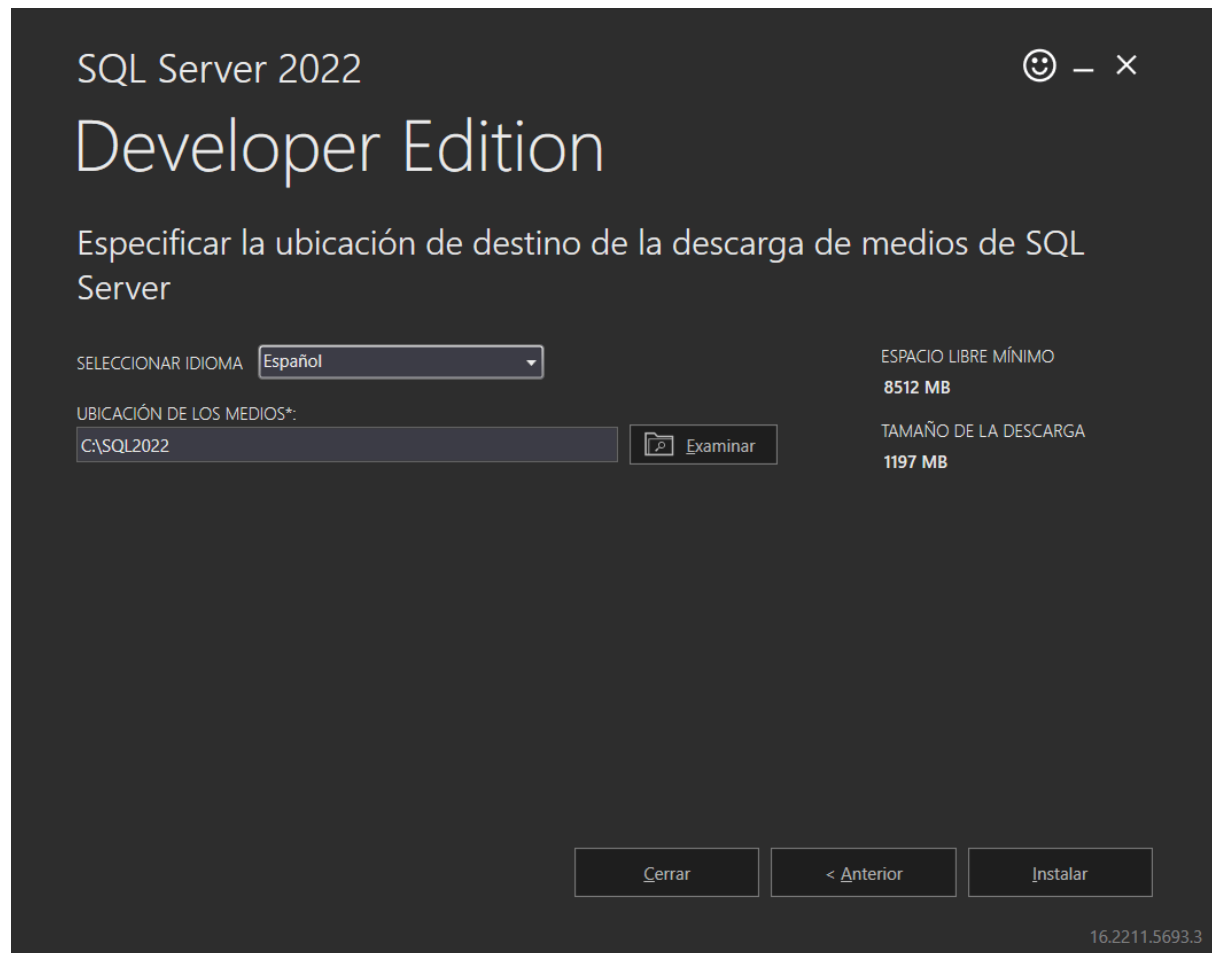 SQL Server 2022
Developer Edition
Especificar la ubicación de destino de la descarga de medios de SQL
Server
SELECCIONAR IDIOMA Español
UBICACIÓN DE LOS MEDIOS*:
C:\SQL2022
Examinar
ESPACIO LIBRE MÍNIMO
8512 MB
TAMAÑO DE LA DESCARGA
1197 MB
Cerrar
< Anterior
Instalar
16.2211.5693.3